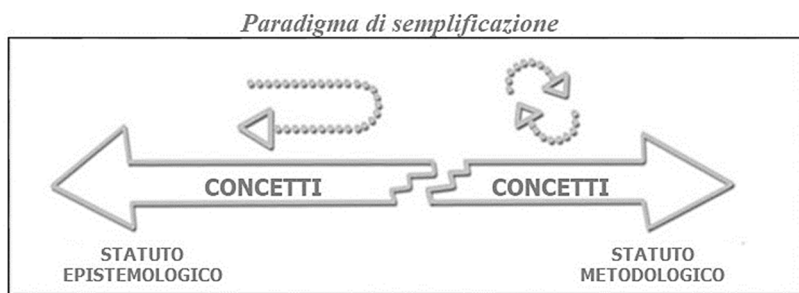 Paradigma di semplificazione
CONCETTI
CONCETTI
STATUTO
EPISTEMOLOGICO
STATUTO
METODOLOGICO